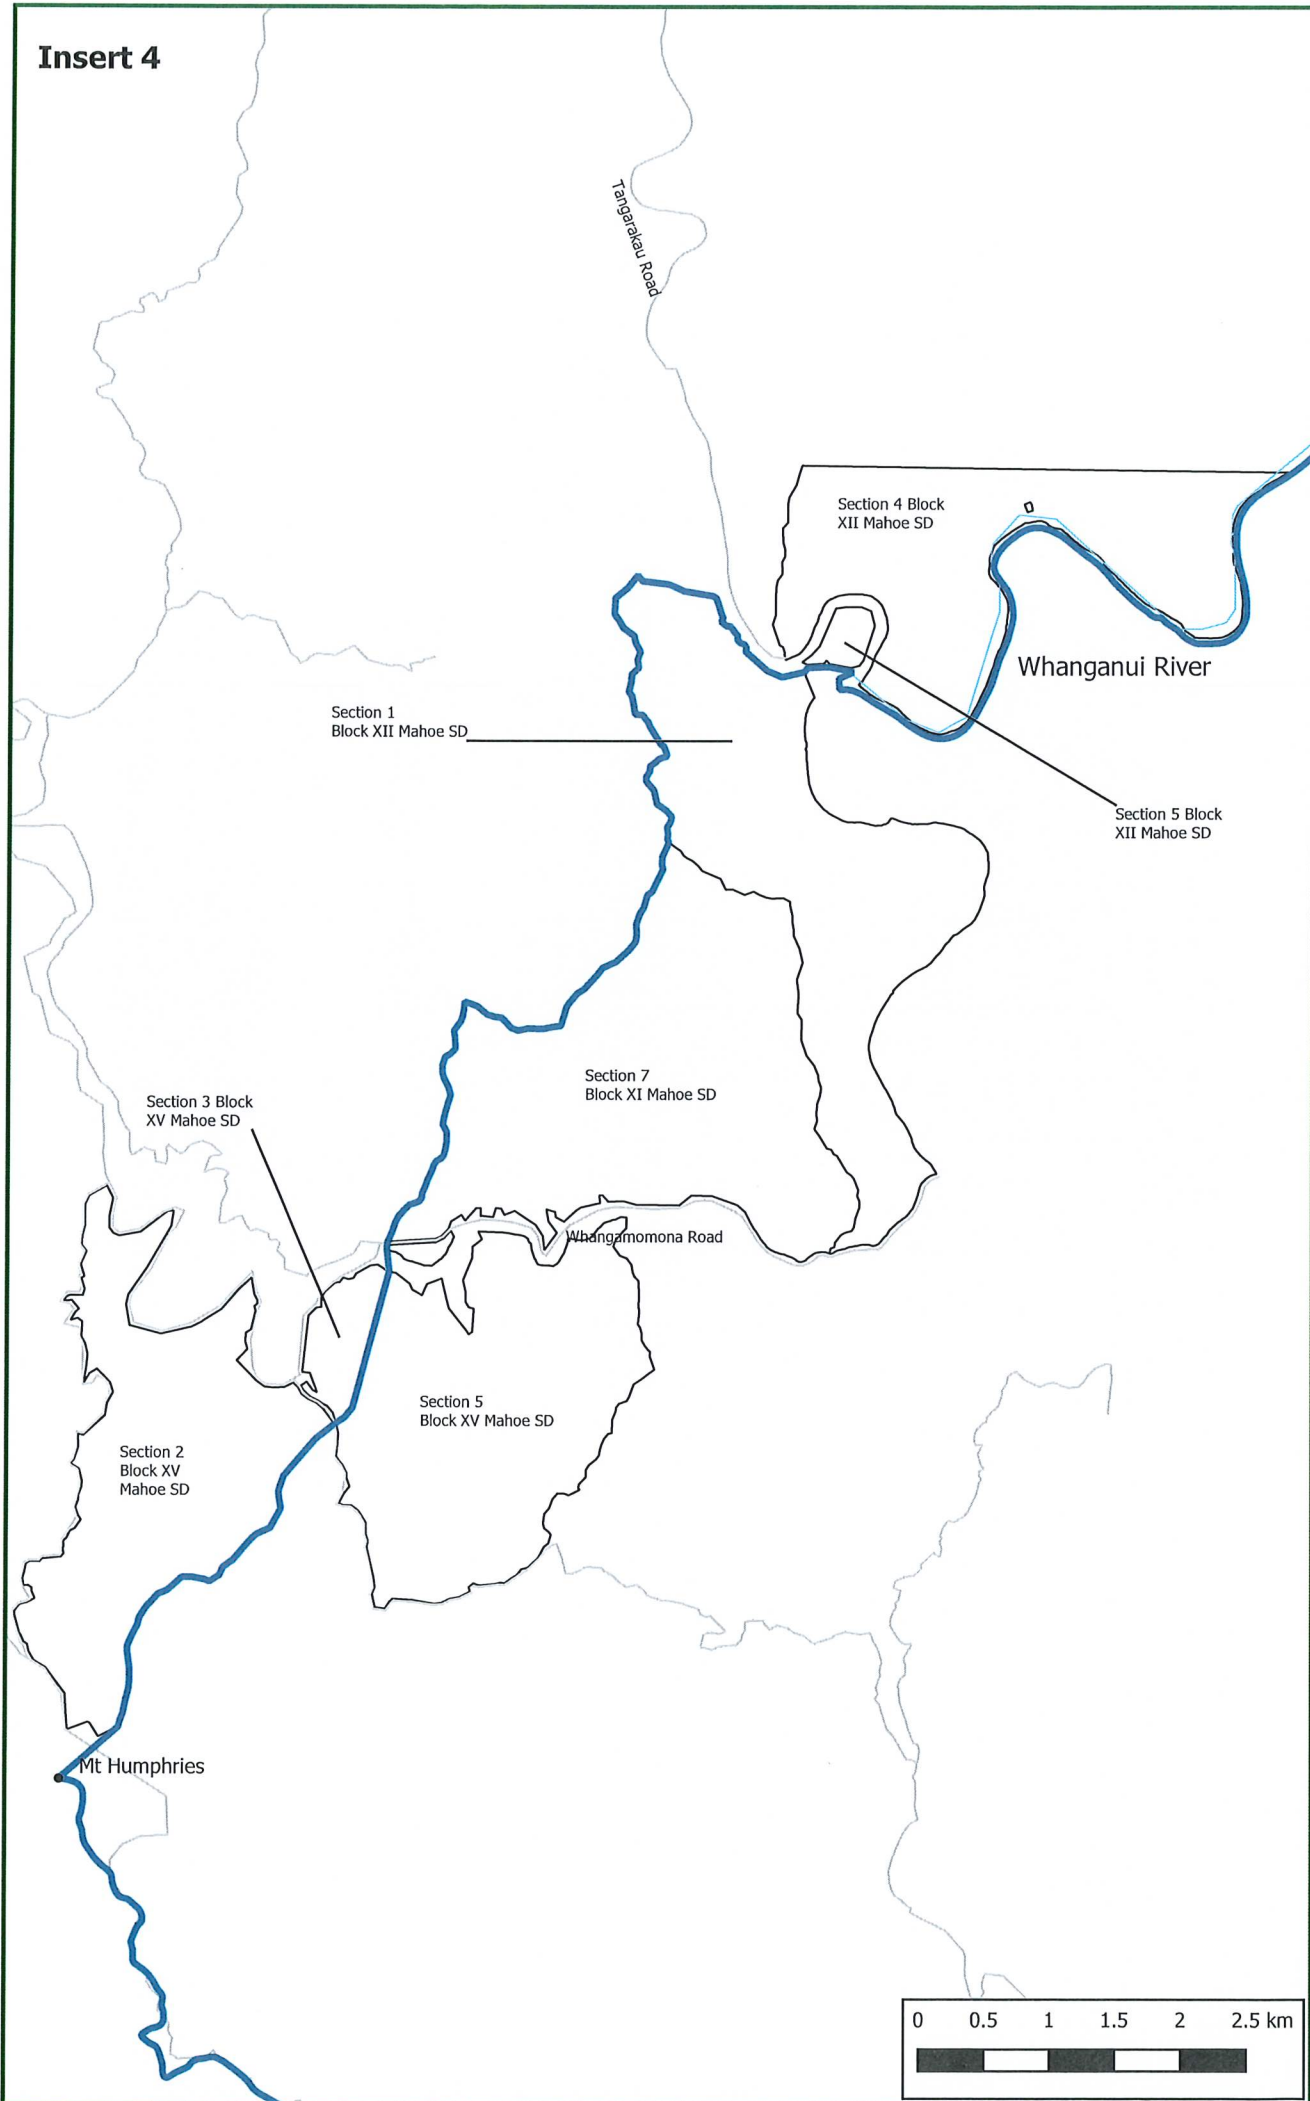 Insert 4
Tangarakau Road
Section 4 Block
XII Mahoe SD
Whanganui River
Section 1
Block XII Mahoe SD
Section 5 Block
XII Mahoe SD
Section 7
Block XI Mahoe SD
Section 3 Block
XV Mahoe SD
Whangamomona Road
Section 5
Block XV Mahoe SD
Section 2
Block XV
Mahoe SD
Mt Humphries
0 0.5 1 1.5 2 2.5 km